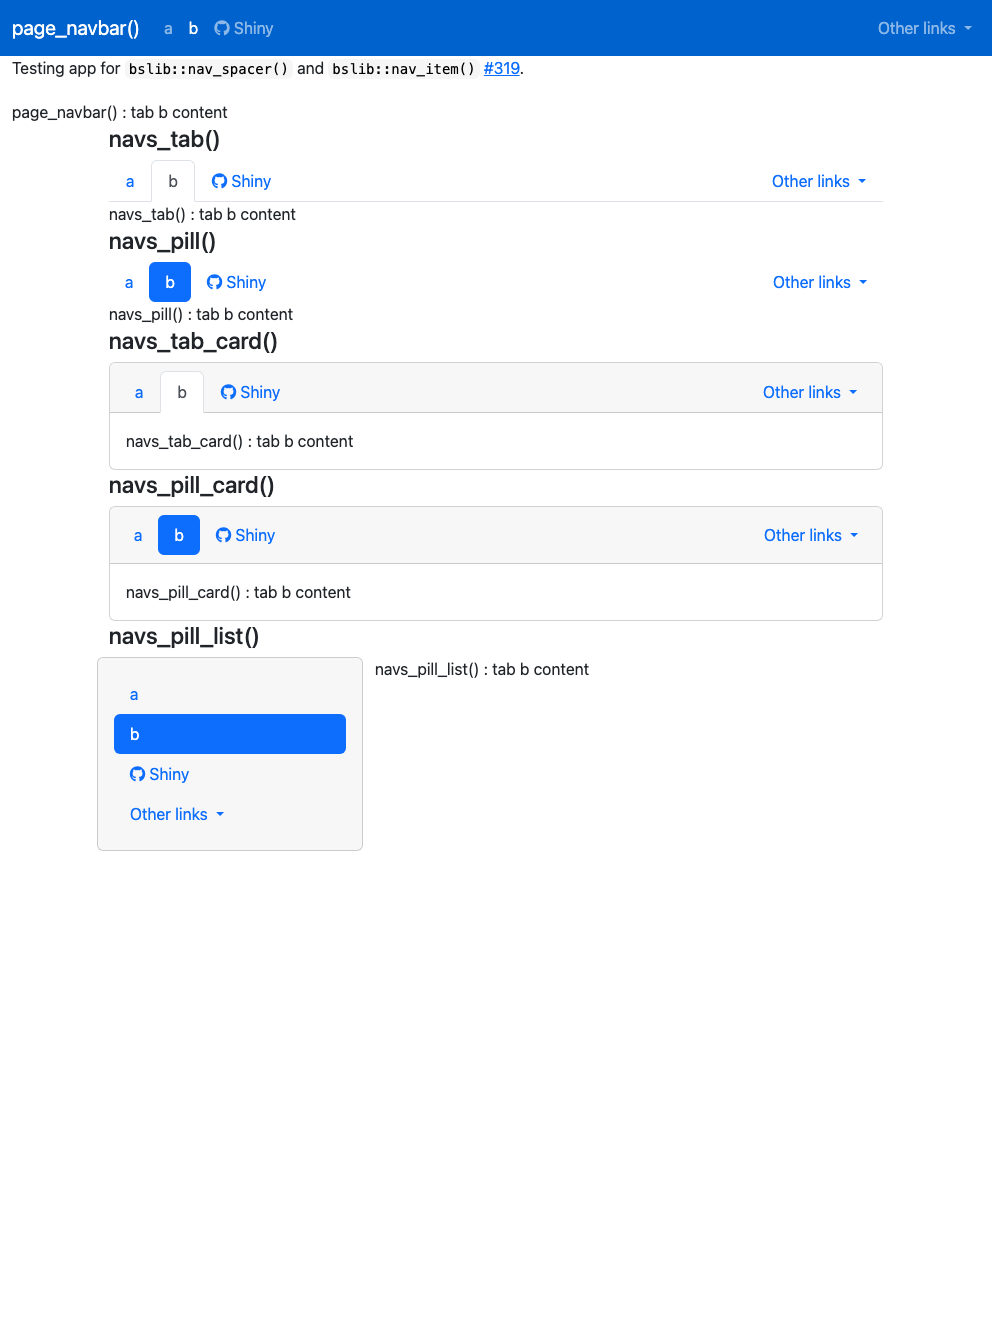 page_navbar() a b Shiny Other links
Testing app for bslib::nav_spacer() and bslib::nav_item() #319.
page_navbar() : tab b content
navs_tab()
a b Shiny Other links
navs_tab() : tab b content
navs_pill()
a b Shiny Other links
navs_pill() : tab b content
navs_tab_card()
a b Shiny Other links
navs_tab_card() : tab b content
navs_pill_card()
a b Shiny Other links
navs_pill_card() : tab b content
navs_pill_list()
a
b
Shiny
Other links
navs_pill_list() : tab b content